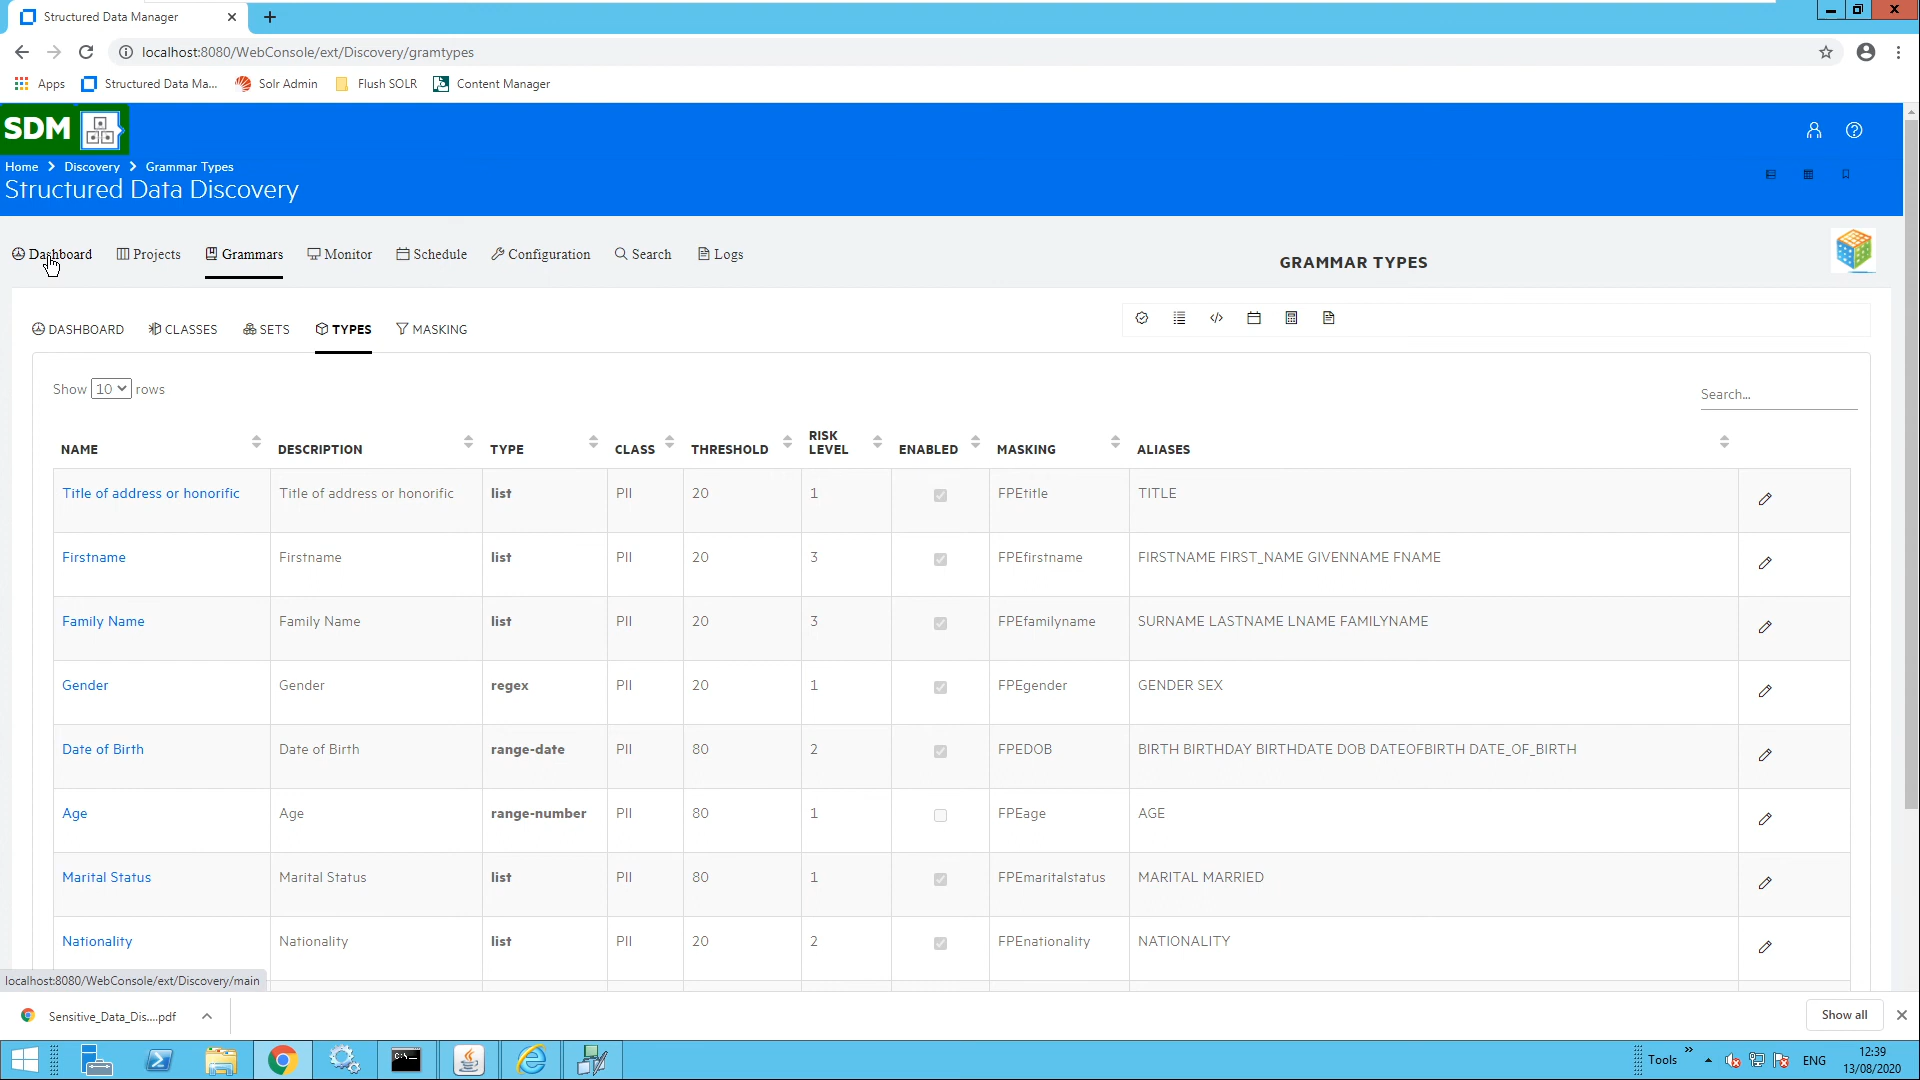 Structured Data Manager
localhost:8080/WebConsole/ext/Discovery/gramtypes
Apps Structured Data Ma... Solr Admin Flush SOLR Content Manager
SDM
Home > Discovery > Grammar Types
Structured Data Discovery
Dashboard Projects Grammars Monitor Schedule Configuration Search Logs
GRAMMAR TYPES
DASHBOARD CLASSES SETS TYPES MASKING
Show 10 rows
Search...
NAME DESCRIPTION TYPE CLASS THRESHOLD RISK LEVEL ENABLED MASKING ALIASES
Title of address or honorific Title of address or honorific list PII 20 1 FPEtitle TITLE
Firstname Firstname list PII 20 3 FPEfirstname FIRSTNAME FIRST_NAME GIVENNAME FNAME
Family Name Family Name list PII 20 3 FPEfamilyname SURNAME LASTNAME LNAME FAMILYNAME
Gender Gender regex PII 20 1 FPEgender GENDER SEX
Date of Birth Date of Birth range-date PII 80 2 FPEDOB BIRTH BIRTHDAY BIRTHDATE DOB DATEOFBIRTH DATE_OF_BIRTH
Age Age range-number PII 80 1 FPEage AGE
Marital Status Marital Status list PII 80 1 FPEmaritalstatus MARITAL MARRIED
Nationality Nationality list PII 20 2 FPEnationality NATIONALITY
localhost:8080/WebConsole/ext/Discovery/main
Sensitive_Data_Dis....pdf
Show all
Tools
ENG
12:39
13/08/2020